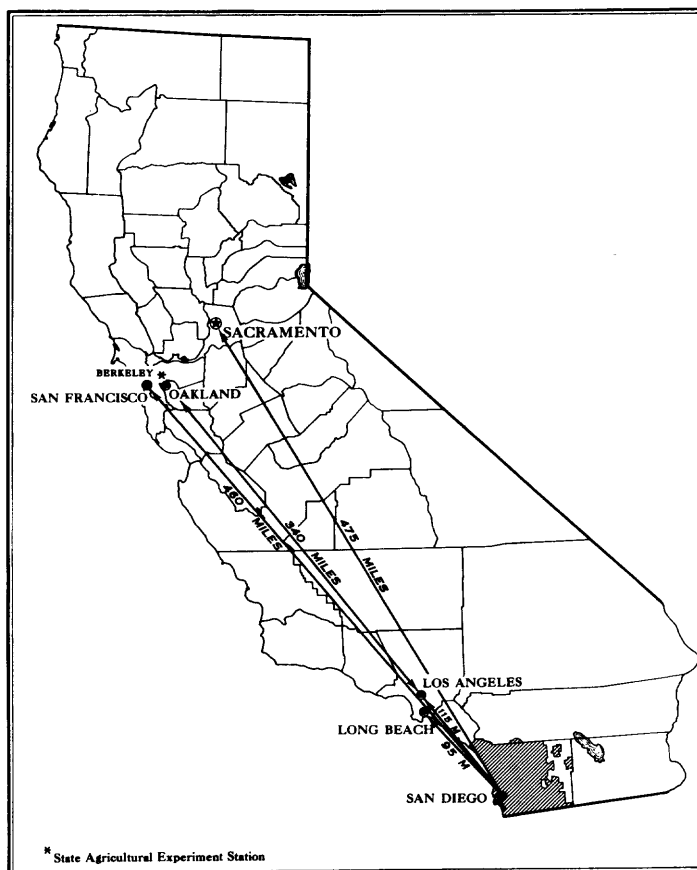 SACRAMENTO
BERKELEY *
SAN FRANCISCO
OAKLAND
460 MILES
340 MILES
475 MILES
LOS ANGELES
115 M
LONG BEACH
95 M
SAN DIEGO
* State Agricultural Experiment Station